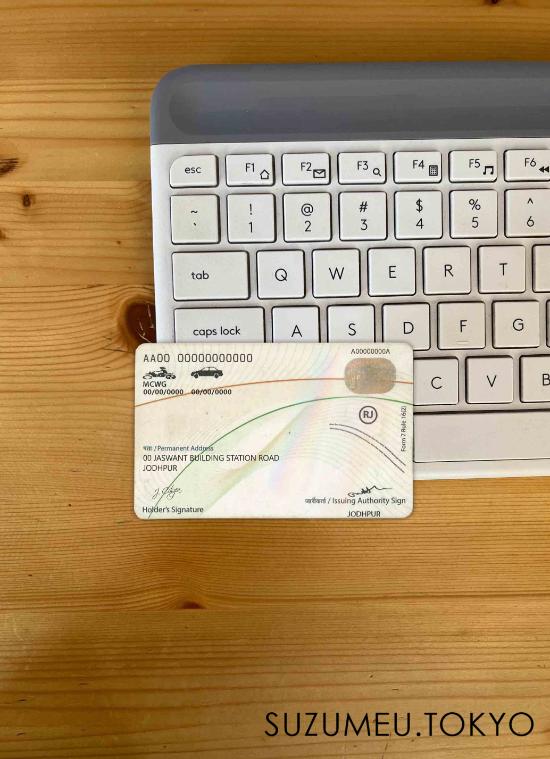 esc F1 F2 F3 F4 F5 F6
~ ! @ # $ % ^
` 1 2 3 4 5 6
tab Q W E R T
caps lock A S D F G
C V B
AA00 00000000000
A00000000A
MCWG
00/00/0000 00/00/0000
RJ
Form 7 Rule 16(2)
पता / Permanent Address
00 JASWANT BUILDING STATION ROAD
JODHPUR
Holder's Signature
जारीकर्ता / Issuing Authority Sign
JODHPUR
SUZUMEU.TOKYO